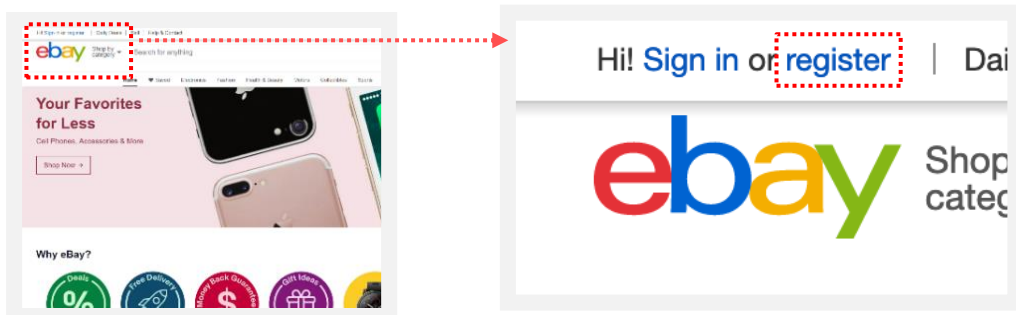 Hi! Sign in or register | Daily Deals | Sell | Help & Contact
ebay Shop by category Search for anything
Home Saved Electronics Fashion Health & Beauty Motors Collectibles Sports
Your Favorites
for Less
Cell Phones, Accessories & More
Shop Now →
Why eBay?
Deals
%
Free Delivery
Money Back Guarantee
$
Gift Ideas
Hi! Sign in or register | Dai
ebay
Shop
categ